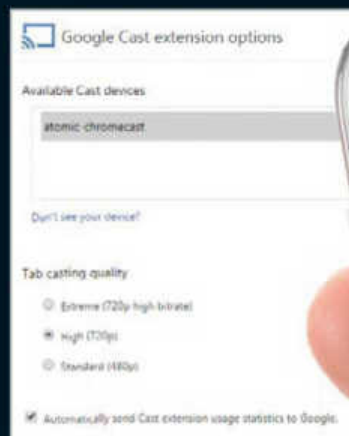 Google Cast extension options
Available Cast devices
atomic-chromecast
Don't see your device?
Tab casting quality
Extreme (720p high bitrate)
High (720p)
Standard (480p)
Automatically send Cast extension usage statistics to Google.